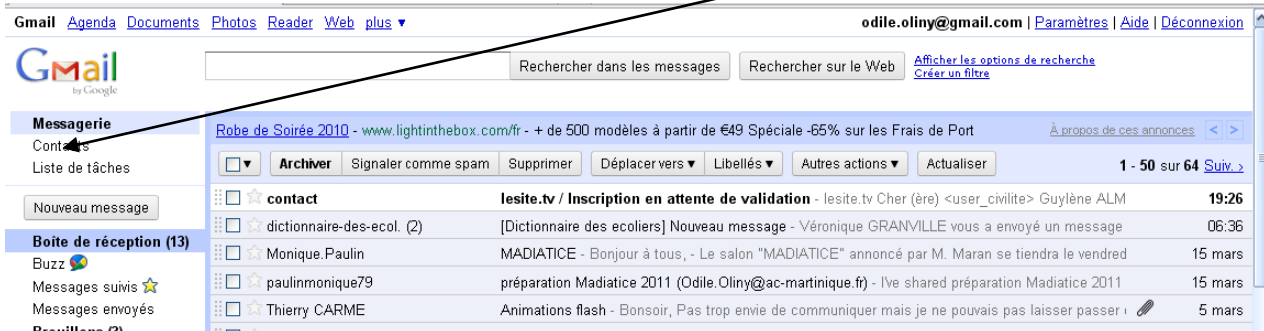 Gmail Agenda Documents Photos Reader Web plus ▼ odile.oliny@gmail.com | Paramètres | Aide | Déconnexion
Gmail
by Google
Rechercher dans les messages Rechercher sur le Web Afficher les options de recherche
Créer un filtre
Messagerie
Contacts
Liste de tâches
Nouveau message
Boîte de réception (13)
Buzz
Messages suivis
Messages envoyés
Brouillons (2)
Robe de Soirée 2010 - www.lightinthebox.com/fr - + de 500 modèles à partir de €49 Spéciale -65% sur les Frais de Port À propos de ces annonces < >
Archiver Signaler comme spam Supprimer Déplacer vers ▼ Libellés ▼ Autres actions ▼ Actualiser 1 - 50 sur 64 Suiv. ›
contact lesite.tv / Inscription en attente de validation - lesite.tv Cher (ère) <user_civilite> Guylène ALM 19:26
dictionnaire-des-ecol. (2) [Dictionnaire des ecoliers] Nouveau message - Véronique GRANVILLE vous a envoyé un message 06:36
Monique.Paulin MADIATICE - Bonjour à tous, - Le salon "MADIATICE" annoncé par M. Maran se tiendra le vendred 15 mars
paulinmonique79 préparation Madiatice 2011 (Odile.Oliny@ac-martinique.fr) - I've shared préparation Madiatice 2011 15 mars
Thierry CARME Animations flash - Bonsoir, Pas trop envie de communiquer mais je ne pouvais pas laisser passer 5 mars